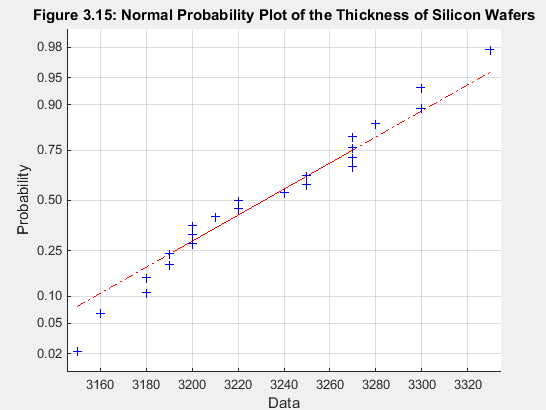 Figure 3.15: Normal Probability Plot of the Thickness of Silicon Wafers
0.98
0.95
0.90
0.75
0.50
0.25
0.10
0.05
0.02
Probability
3160 3180 3200 3220 3240 3260 3280 3300 3320
Data